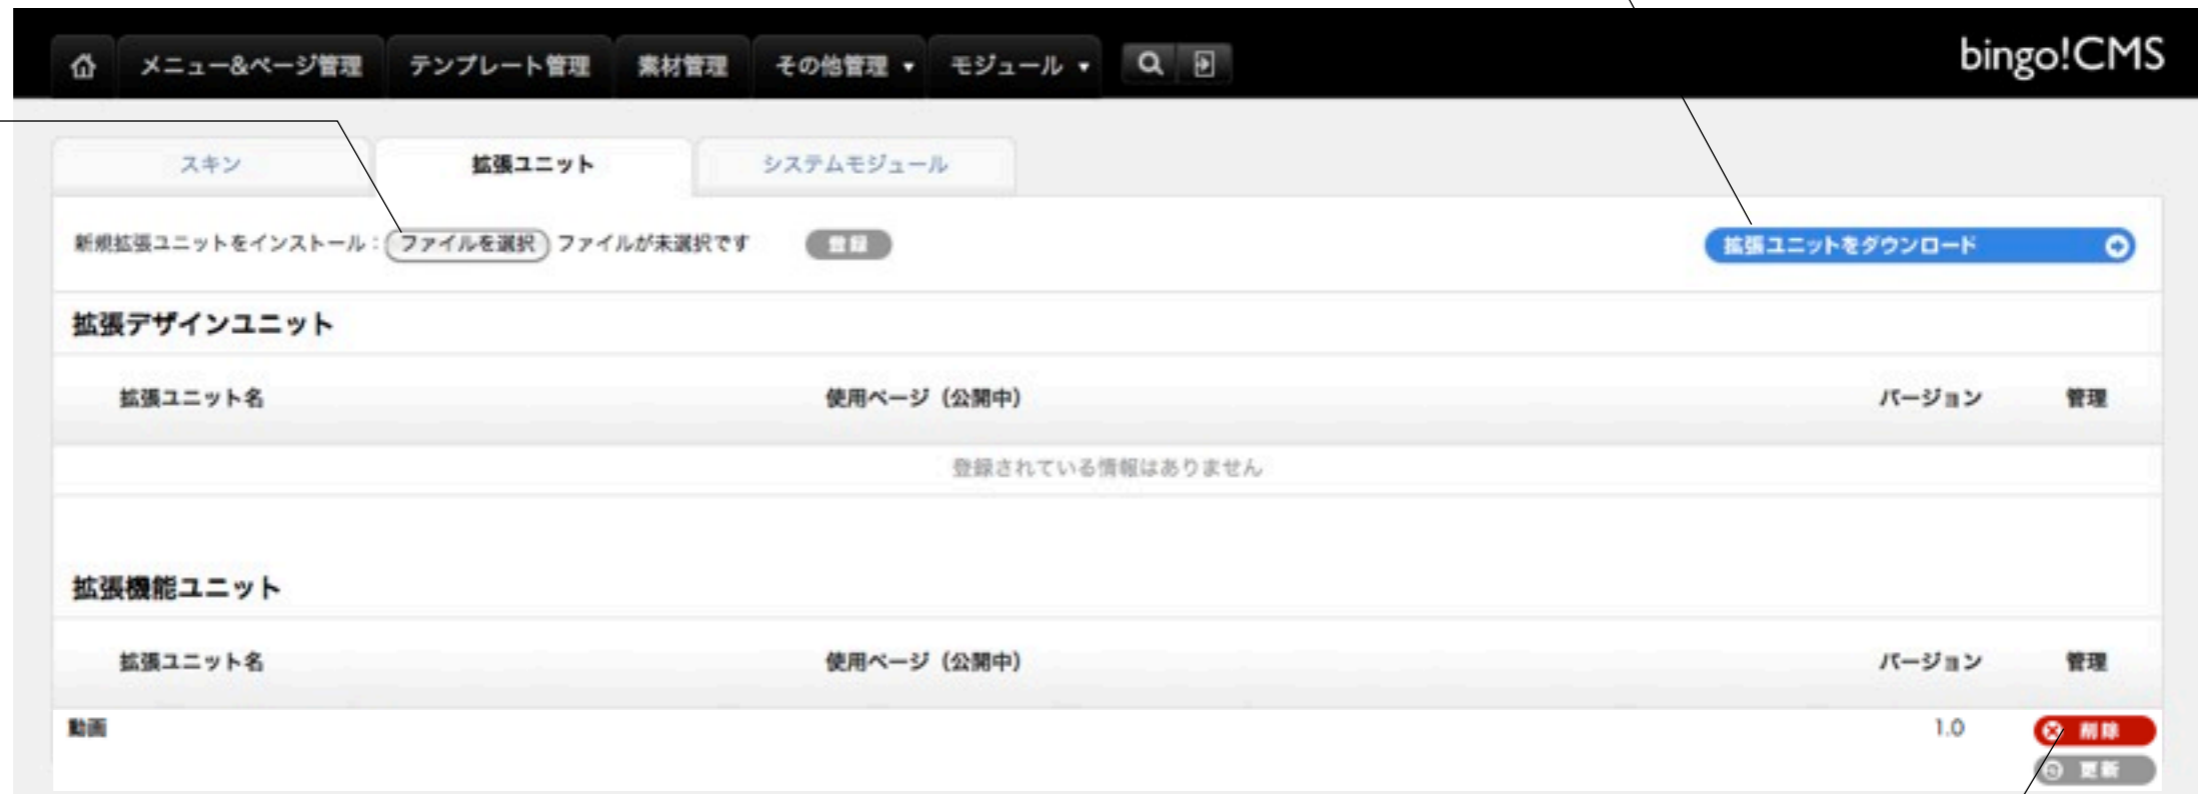 bingo!CMS
メニュー&ページ管理 テンプレート管理 素材管理 その他管理 ▼ モジュール ▼
スキン 拡張ユニット システムモジュール
新規拡張ユニットをインストール： ファイルを選択 ファイルが未選択です 登録 拡張ユニットをダウンロード
拡張デザインユニット
拡張ユニット名 使用ページ（公開中） バージョン 管理
登録されている情報はありません
拡張機能ユニット
拡張ユニット名 使用ページ（公開中） バージョン 管理
動画 1.0 削除
更新